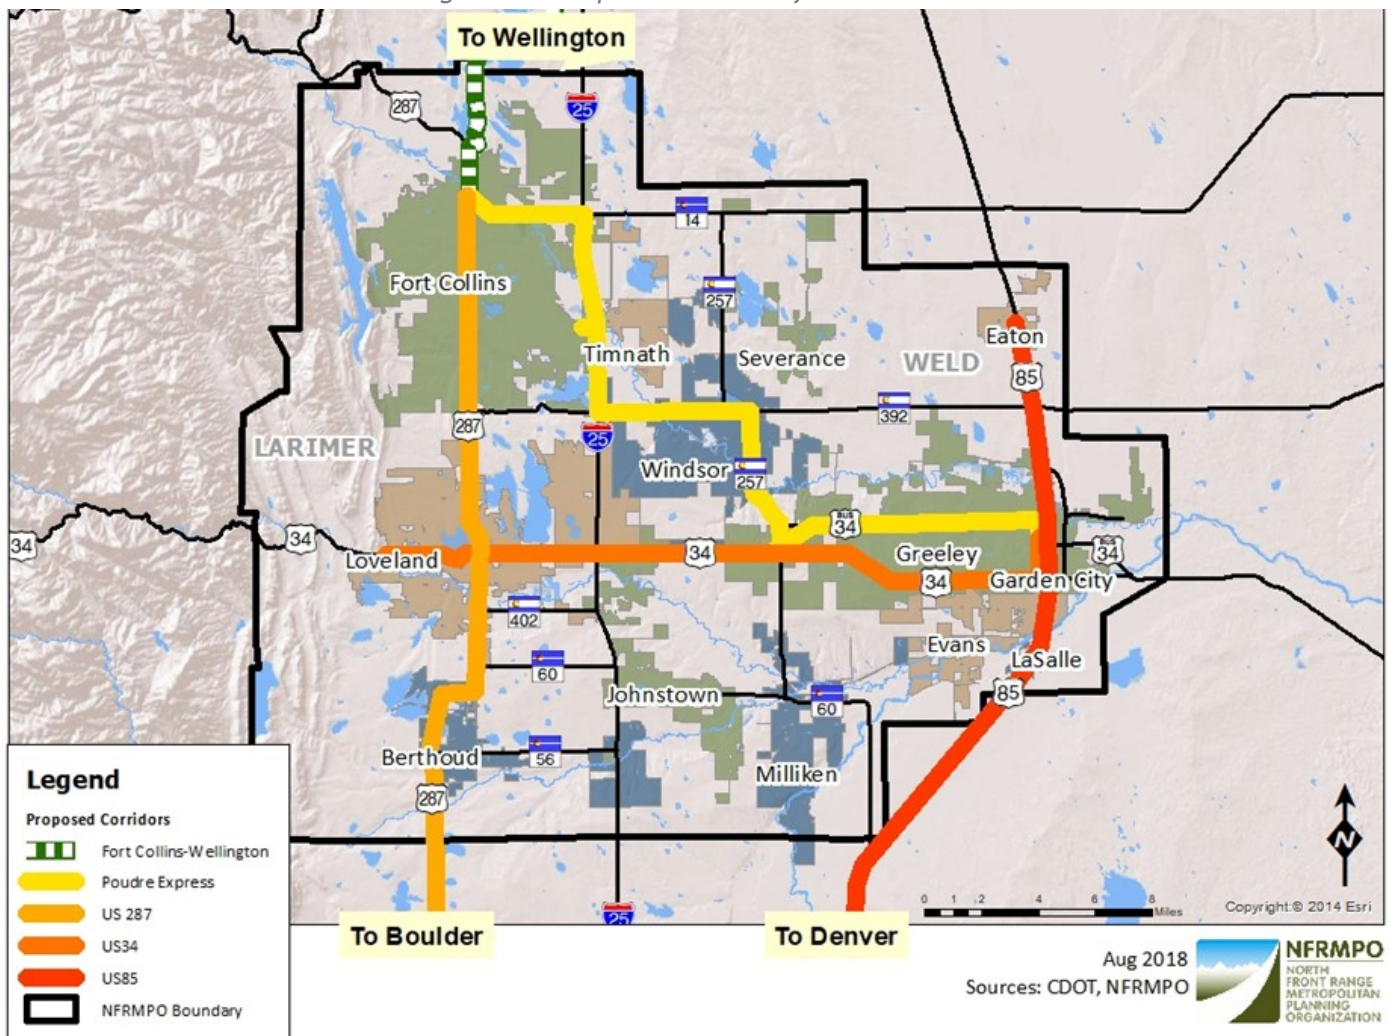 To Wellington
287
25
14
Fort Collins
257
Timnath
Severance
WELD
Eaton
85
392
287
25
LARIMER
Windsor
257
34
34
Loveland
34
BUS
34
Greeley
34
BUS
34
Garden City
402
Evans
LaSalle
60
Johnstown
60
85
Berthoud
56
Milliken
287
25
N
0 1 2 4 6 8
Miles
Copyright:© 2014 Esri
To Boulder
To Denver
Legend
Proposed Corridors
Fort Collins-Wellington
Poudre Express
US 287
US34
US85
NFRMPO Boundary
Aug 2018
Sources: CDOT, NFRMPO
NFRMPO
NORTH
FRONT RANGE
METROPOLITAN
PLANNING
ORGANIZATION